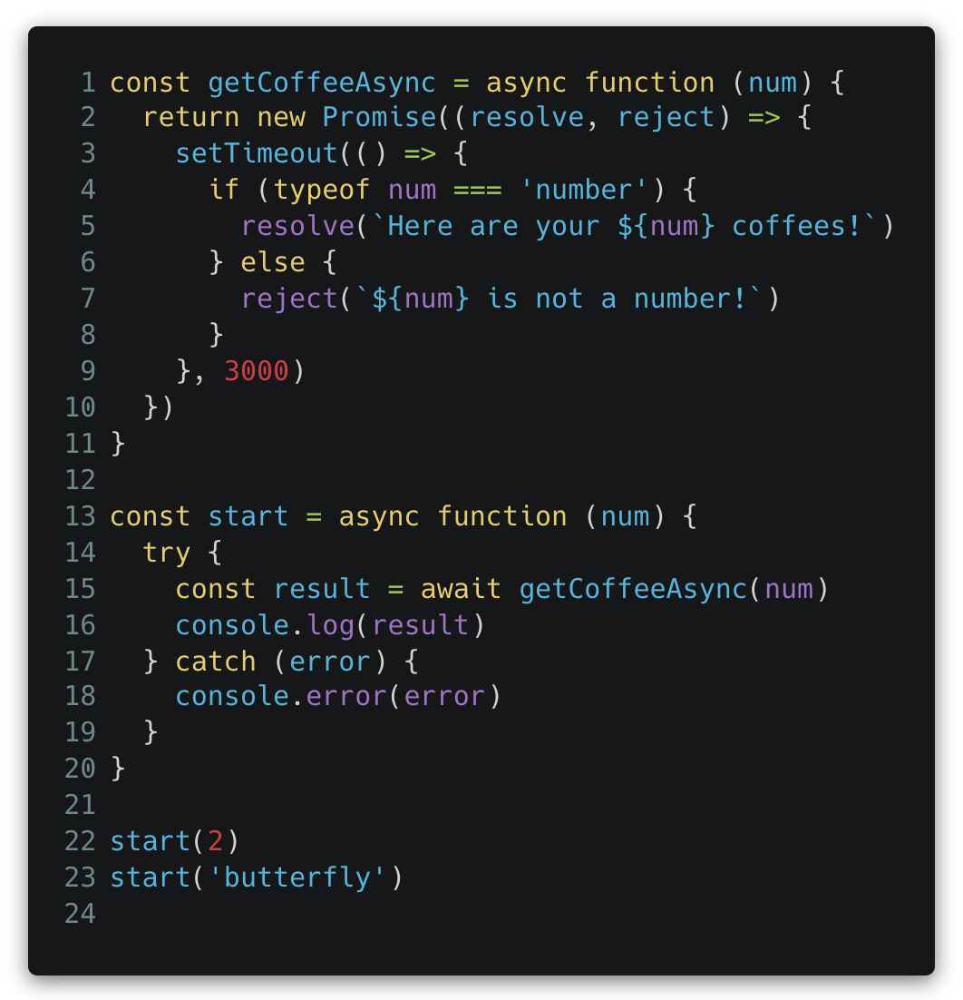 1 const getCoffeeAsync = async function (num) {
2   return new Promise((resolve, reject) => {
3     setTimeout(() => {
4       if (typeof num === 'number') {
5         resolve(`Here are your ${num} coffees!`)
6       } else {
7         reject(`${num} is not a number!`)
8       }
9     }, 3000)
10   })
11 }
12
13 const start = async function (num) {
14   try {
15     const result = await getCoffeeAsync(num)
16     console.log(result)
17   } catch (error) {
18     console.error(error)
19   }
20 }
21
22 start(2)
23 start('butterfly')
24